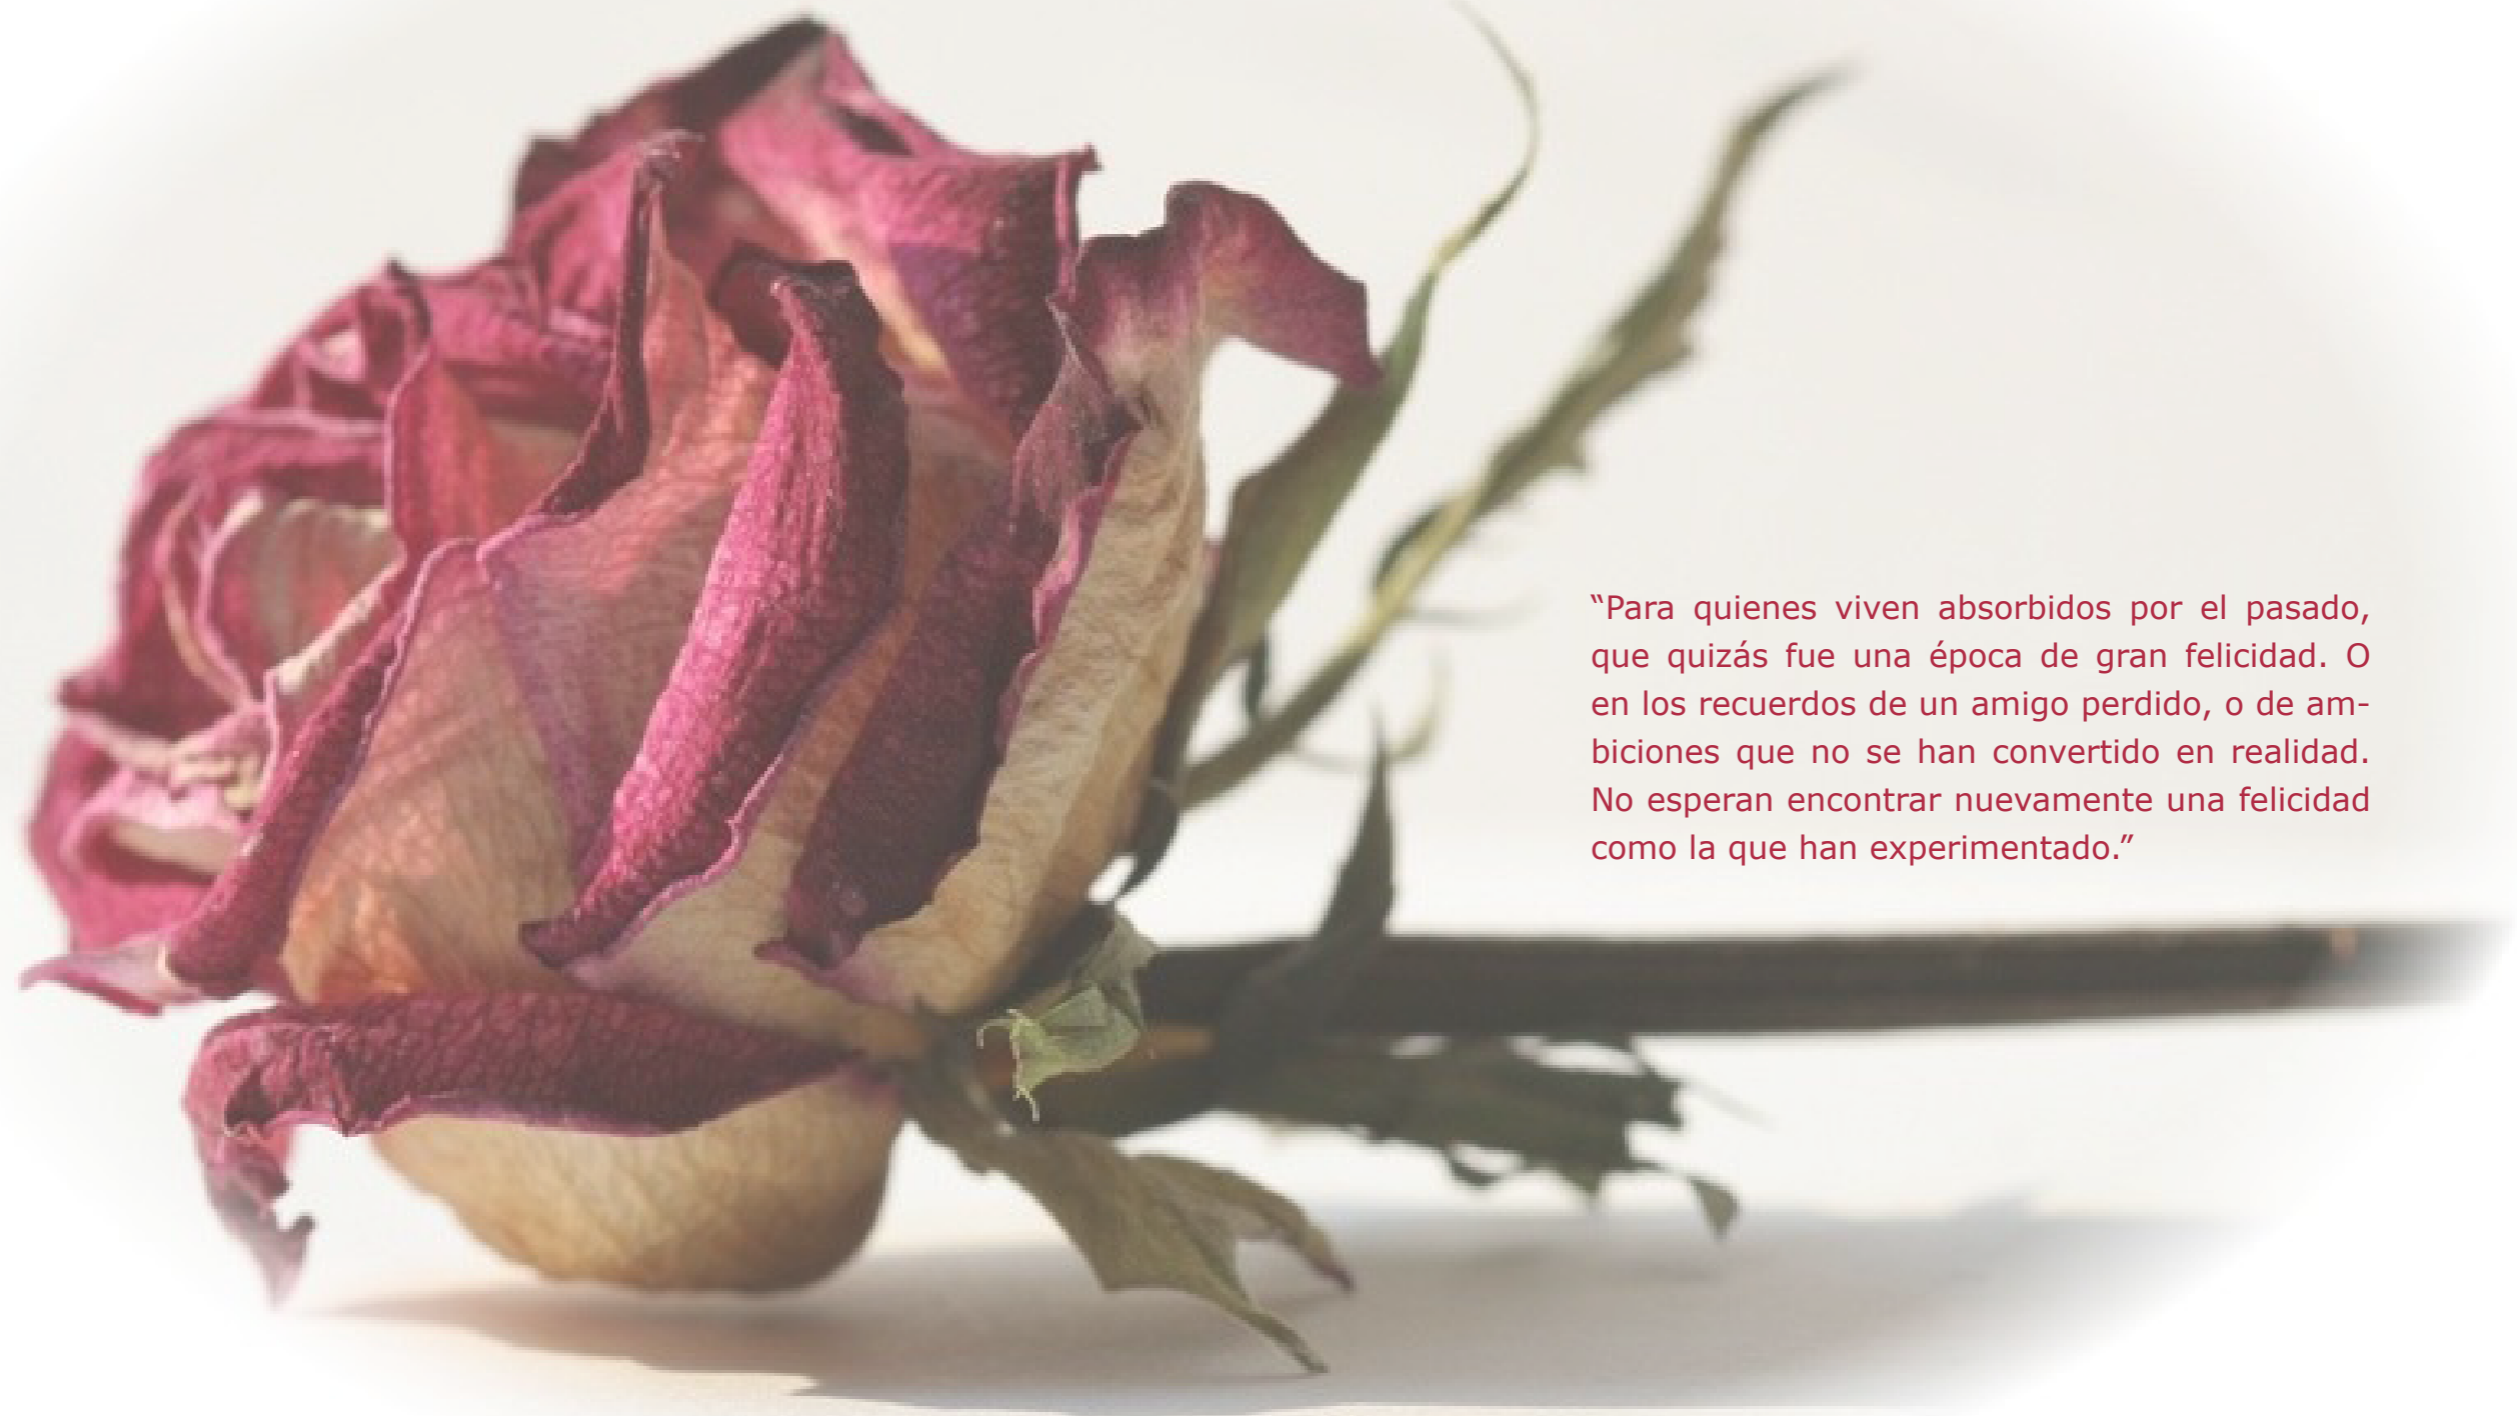 “Para quienes viven absorbidos por el pasado,
que quizás fue una época de gran felicidad. O
en los recuerdos de un amigo perdido, o de am-
biciones que no se han convertido en realidad.
No esperan encontrar nuevamente una felicidad
como la que han experimentado.”